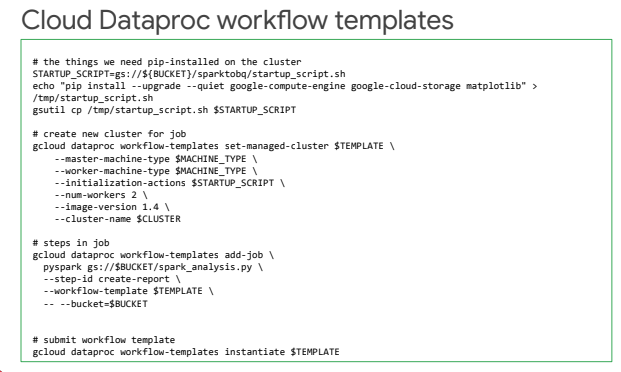 Cloud Dataproc workflow templates
# the things we need pip-installed on the cluster
STARTUP_SCRIPT=gs://${BUCKET}/sparktobq/startup_script.sh
echo "pip install --upgrade --quiet google-compute-engine google-cloud-storage matplotlib" >
/tmp/startup_script.sh
gsutil cp /tmp/startup_script.sh $STARTUP_SCRIPT
# create new cluster for job
gcloud dataproc workflow-templates set-managed-cluster $TEMPLATE \
--master-machine-type $MACHINE_TYPE \
--worker-machine-type $MACHINE_TYPE \
--initialization-actions $STARTUP_SCRIPT \
--num-workers 2 \
--image-version 1.4 \
--cluster-name $CLUSTER
# steps in job
gcloud dataproc workflow-templates add-job \
pyspark gs://$BUCKET/spark_analysis.py \
--step-id create-report \
--workflow-template $TEMPLATE \
-- --bucket=$BUCKET
# submit workflow template
gcloud dataproc workflow-templates instantiate $TEMPLATE